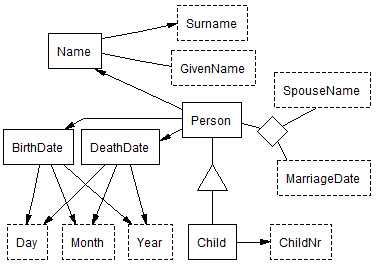 Surname
Name
GivenName
SpouseName
Person
BirthDate
DeathDate
MarriageDate
Day
Month
Year
Child
ChildNr